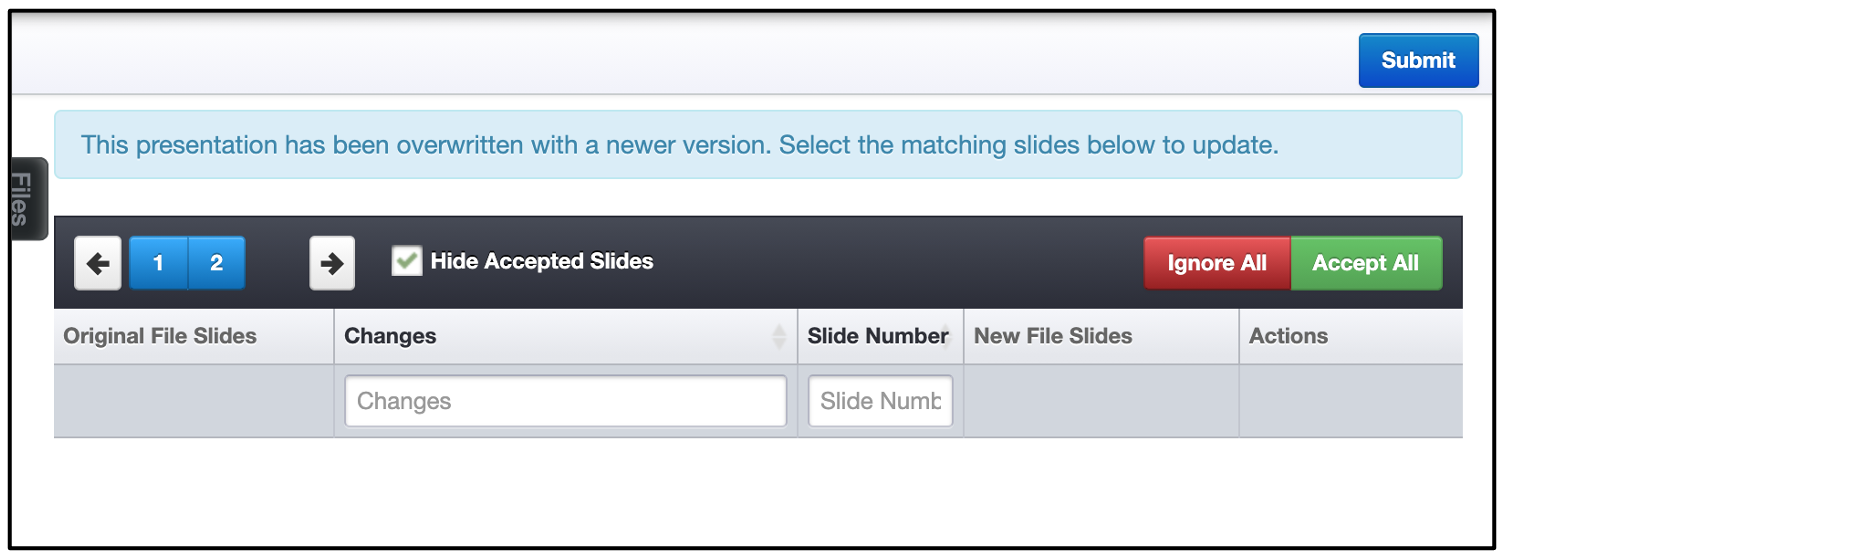 Submit
This presentation has been overwritten with a newer version. Select the matching slides below to update.
Files
1 2 Hide Accepted Slides Ignore All Accept All
Original File Slides Changes Slide Number New File Slides Actions
Changes Slide Numb